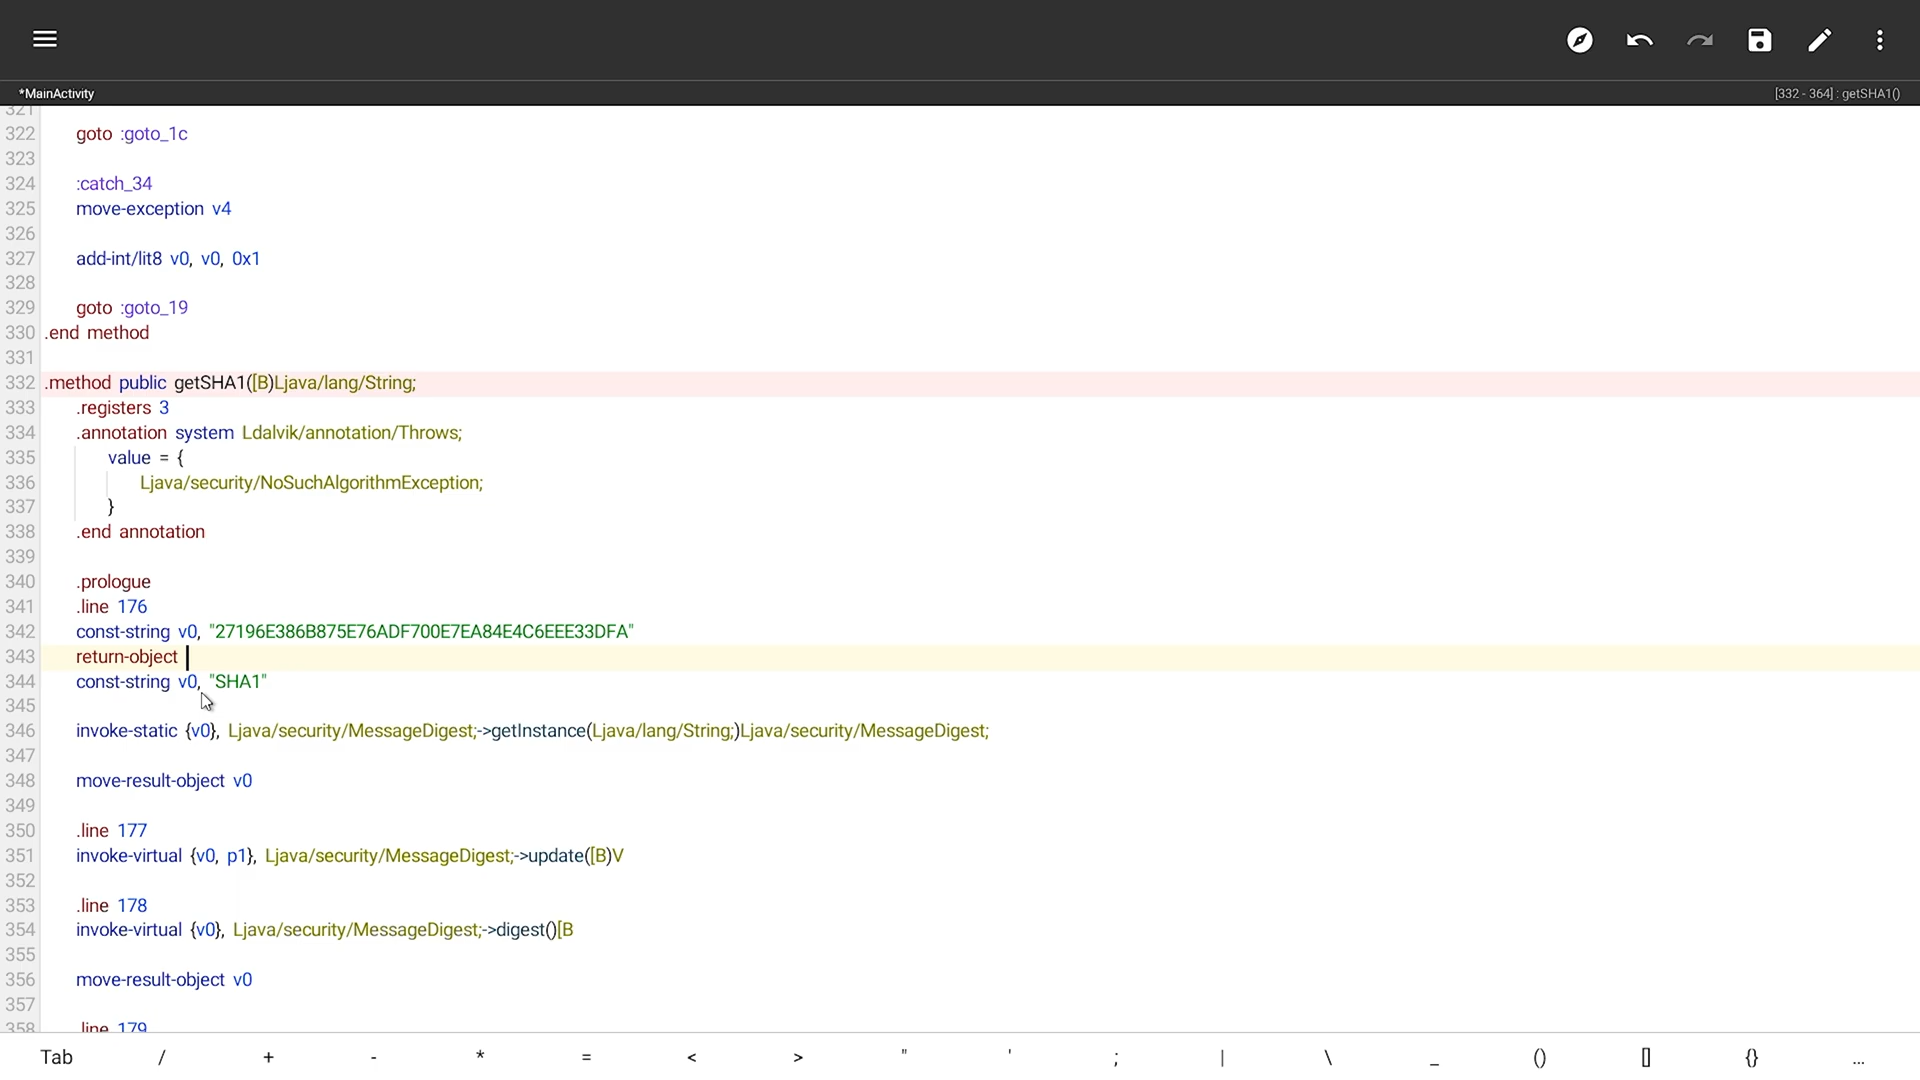 *MainActivity
[332 - 364] : getSHA1()
321
322 goto :goto_1c
323
324 :catch_34
325 move-exception v4
326
327 add-int/lit8 v0, v0, 0x1
328
329 goto :goto_19
330 .end method
331
332 .method public getSHA1([B)Ljava/lang/String;
333 .registers 3
334 .annotation system Ldalvik/annotation/Throws;
335 value = {
336 Ljava/security/NoSuchAlgorithmException;
337 }
338 .end annotation
339
340 .prologue
341 .line 176
342 const-string v0, "27196E386B875E76ADF700E7EA84E4C6EEE33DFA"
343 return-object
344 const-string v0, "SHA1"
345
346 invoke-static {v0}, Ljava/security/MessageDigest;->getInstance(Ljava/lang/String;)Ljava/security/MessageDigest;
347
348 move-result-object v0
349
350 .line 177
351 invoke-virtual {v0, p1}, Ljava/security/MessageDigest;->update([B)V
352
353 .line 178
354 invoke-virtual {v0}, Ljava/security/MessageDigest;->digest()[B
355
356 move-result-object v0
357
358 .line 179
Tab / + - * = < > " ' ; | \ _ () [] {} ...